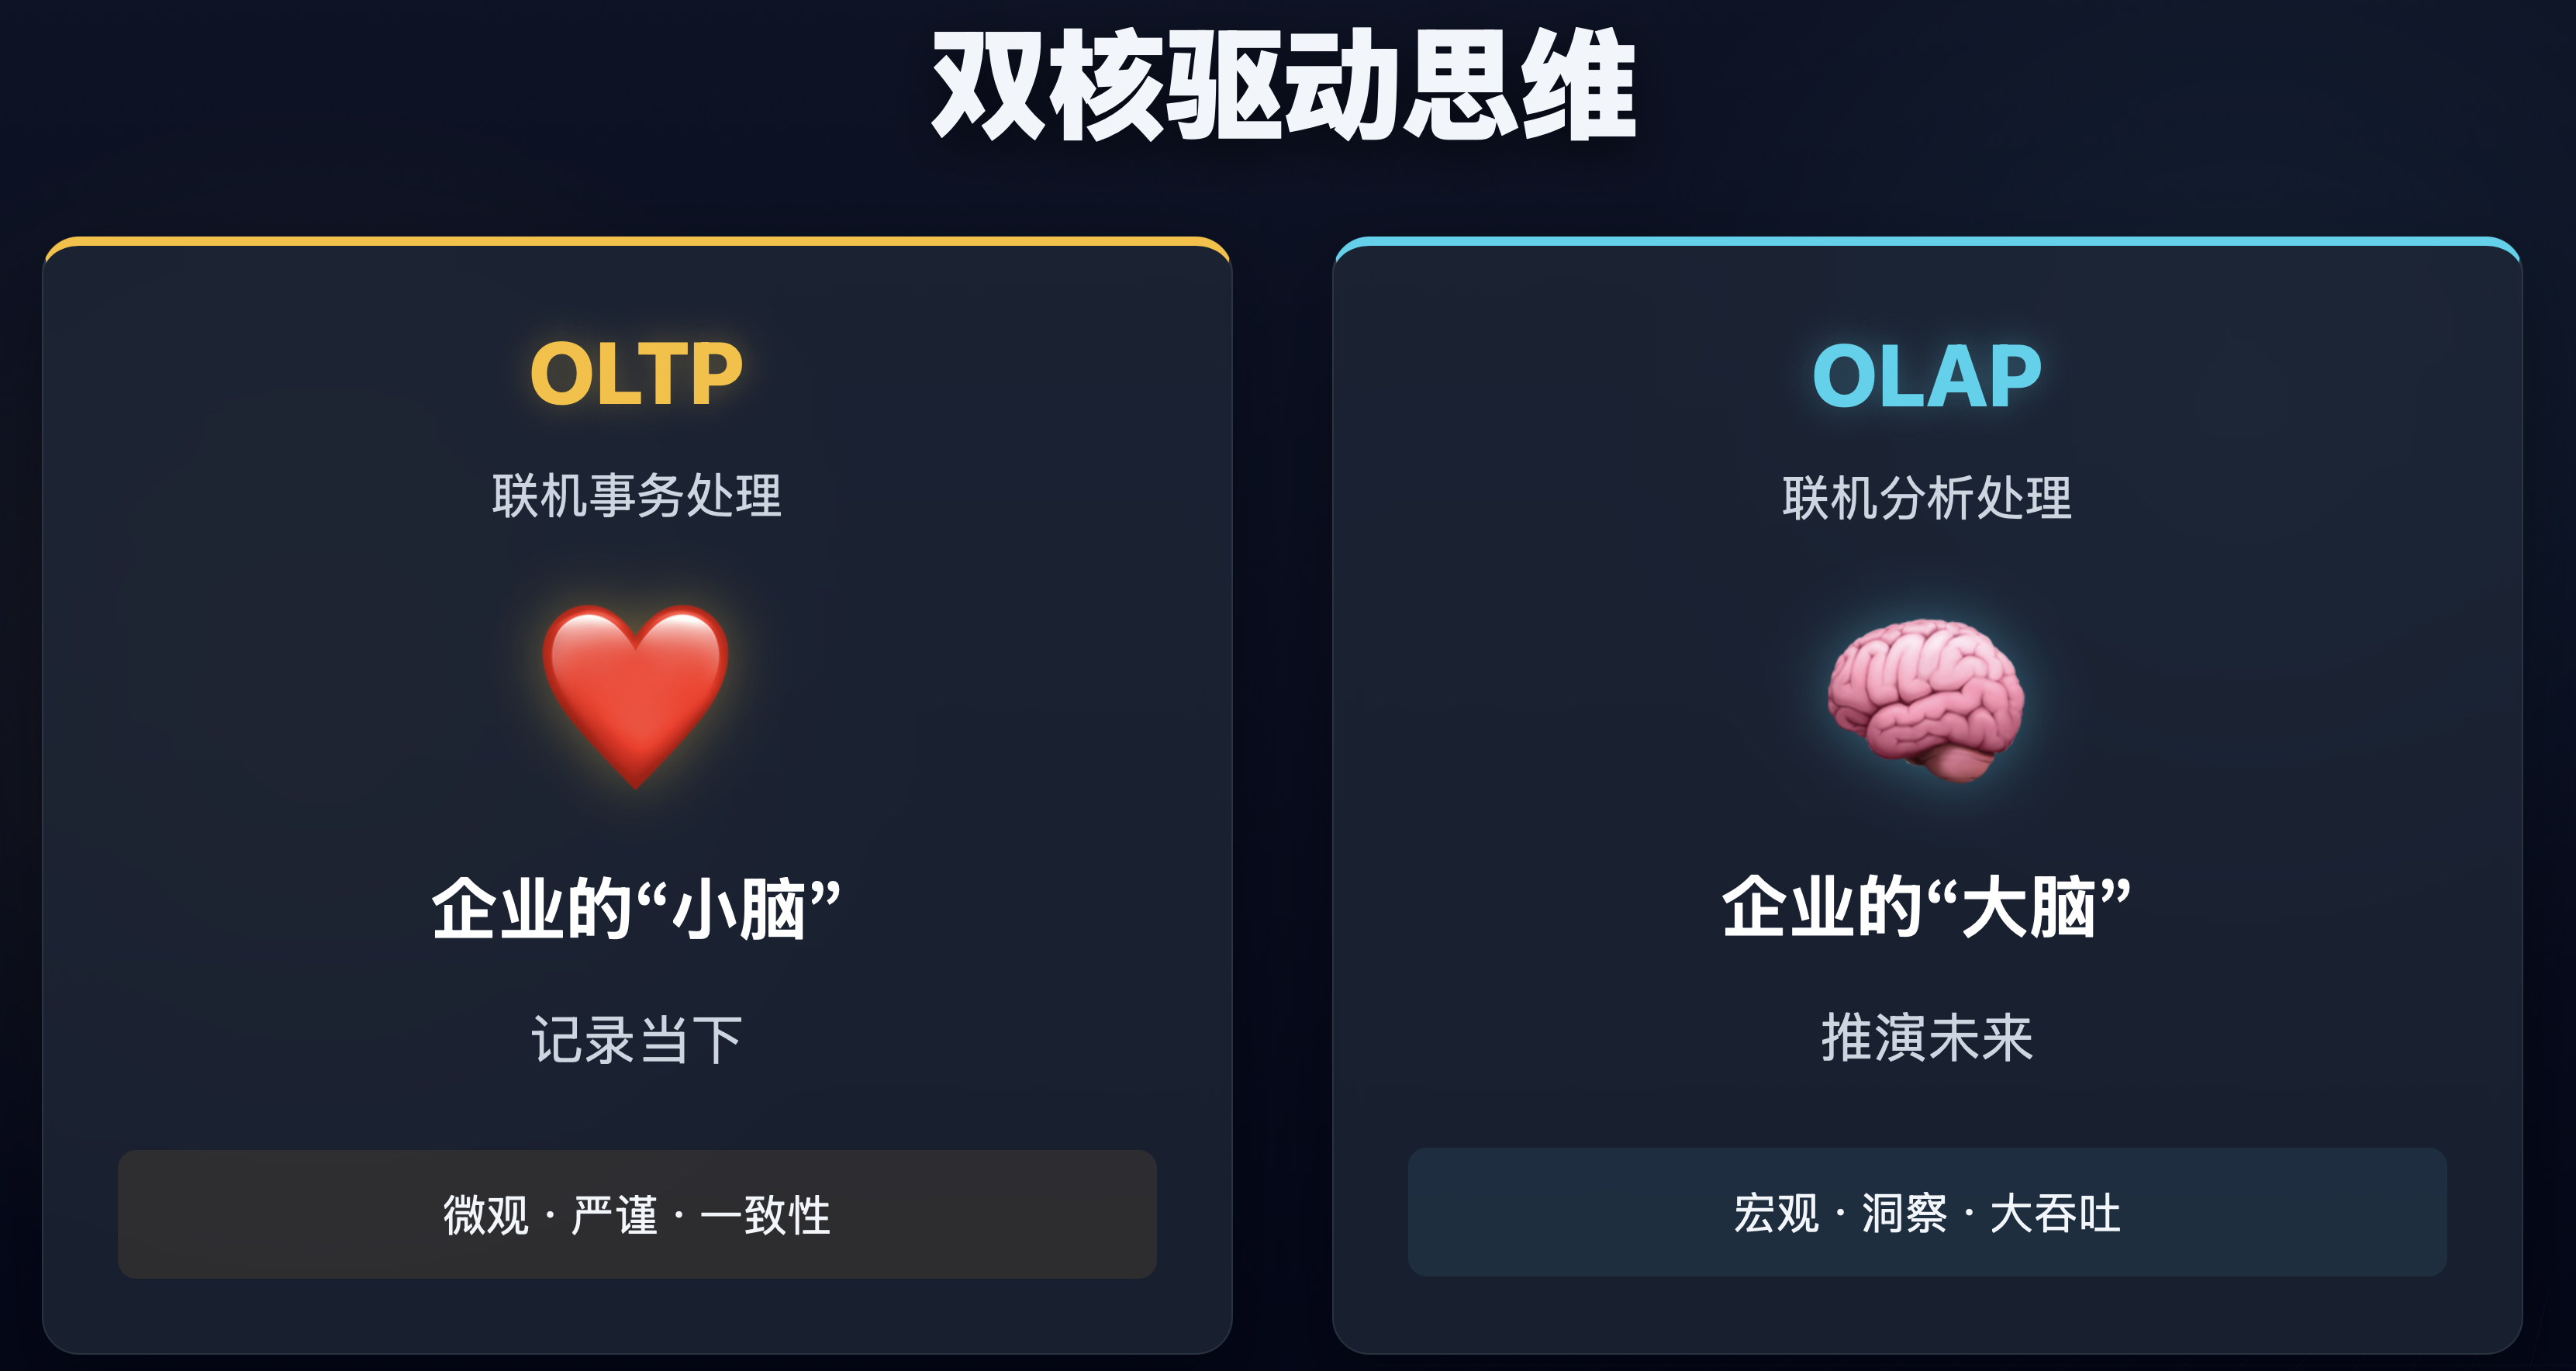 双核驱动思维
OLTP
联机事务处理
企业的“小脑”
记录当下
微观 · 严谨 · 一致性
OLAP
联机分析处理
企业的“大脑”
推演未来
宏观 · 洞察 · 大吞吐